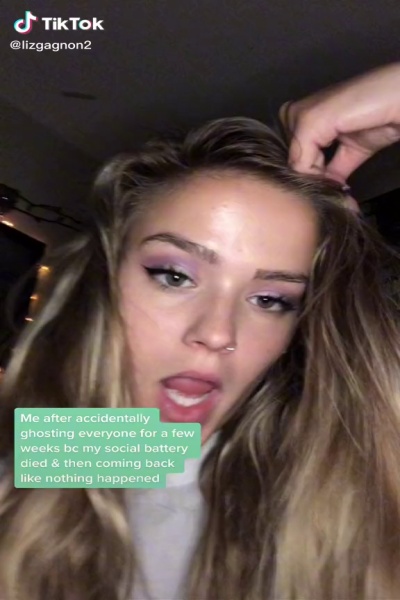 TikTok
@lizgagnon2
Me after accidentally
ghosting everyone for a few
weeks bc my social battery
died & then coming back
like nothing happened